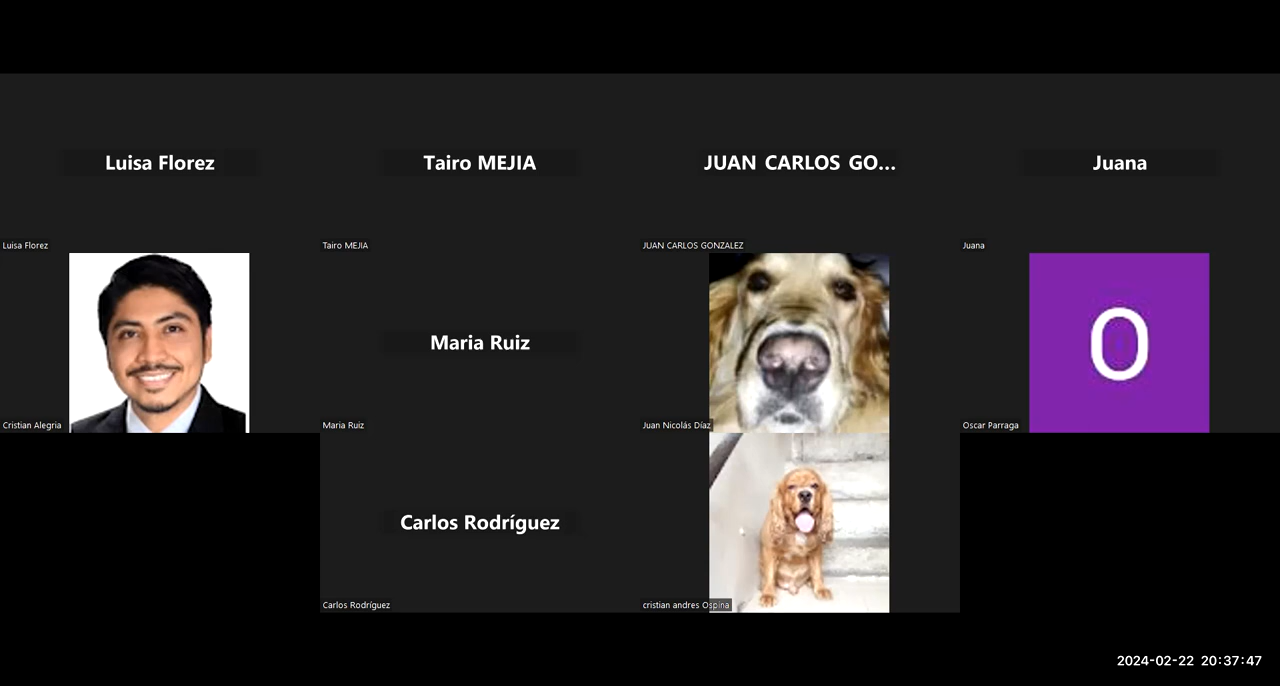 Luisa Florez
Tairo MEJIA
JUAN CARLOS GO...
Juana
Luisa Florez
Tairo MEJIA
JUAN CARLOS GONZALEZ
Juana
Maria Ruiz
O
Cristian Alegria
Maria Ruiz
Juan Nicolás Díaz
Oscar Parraga
Carlos Rodríguez
Carlos Rodríguez
cristian andres Ospina
2024-02-22 20:37:47